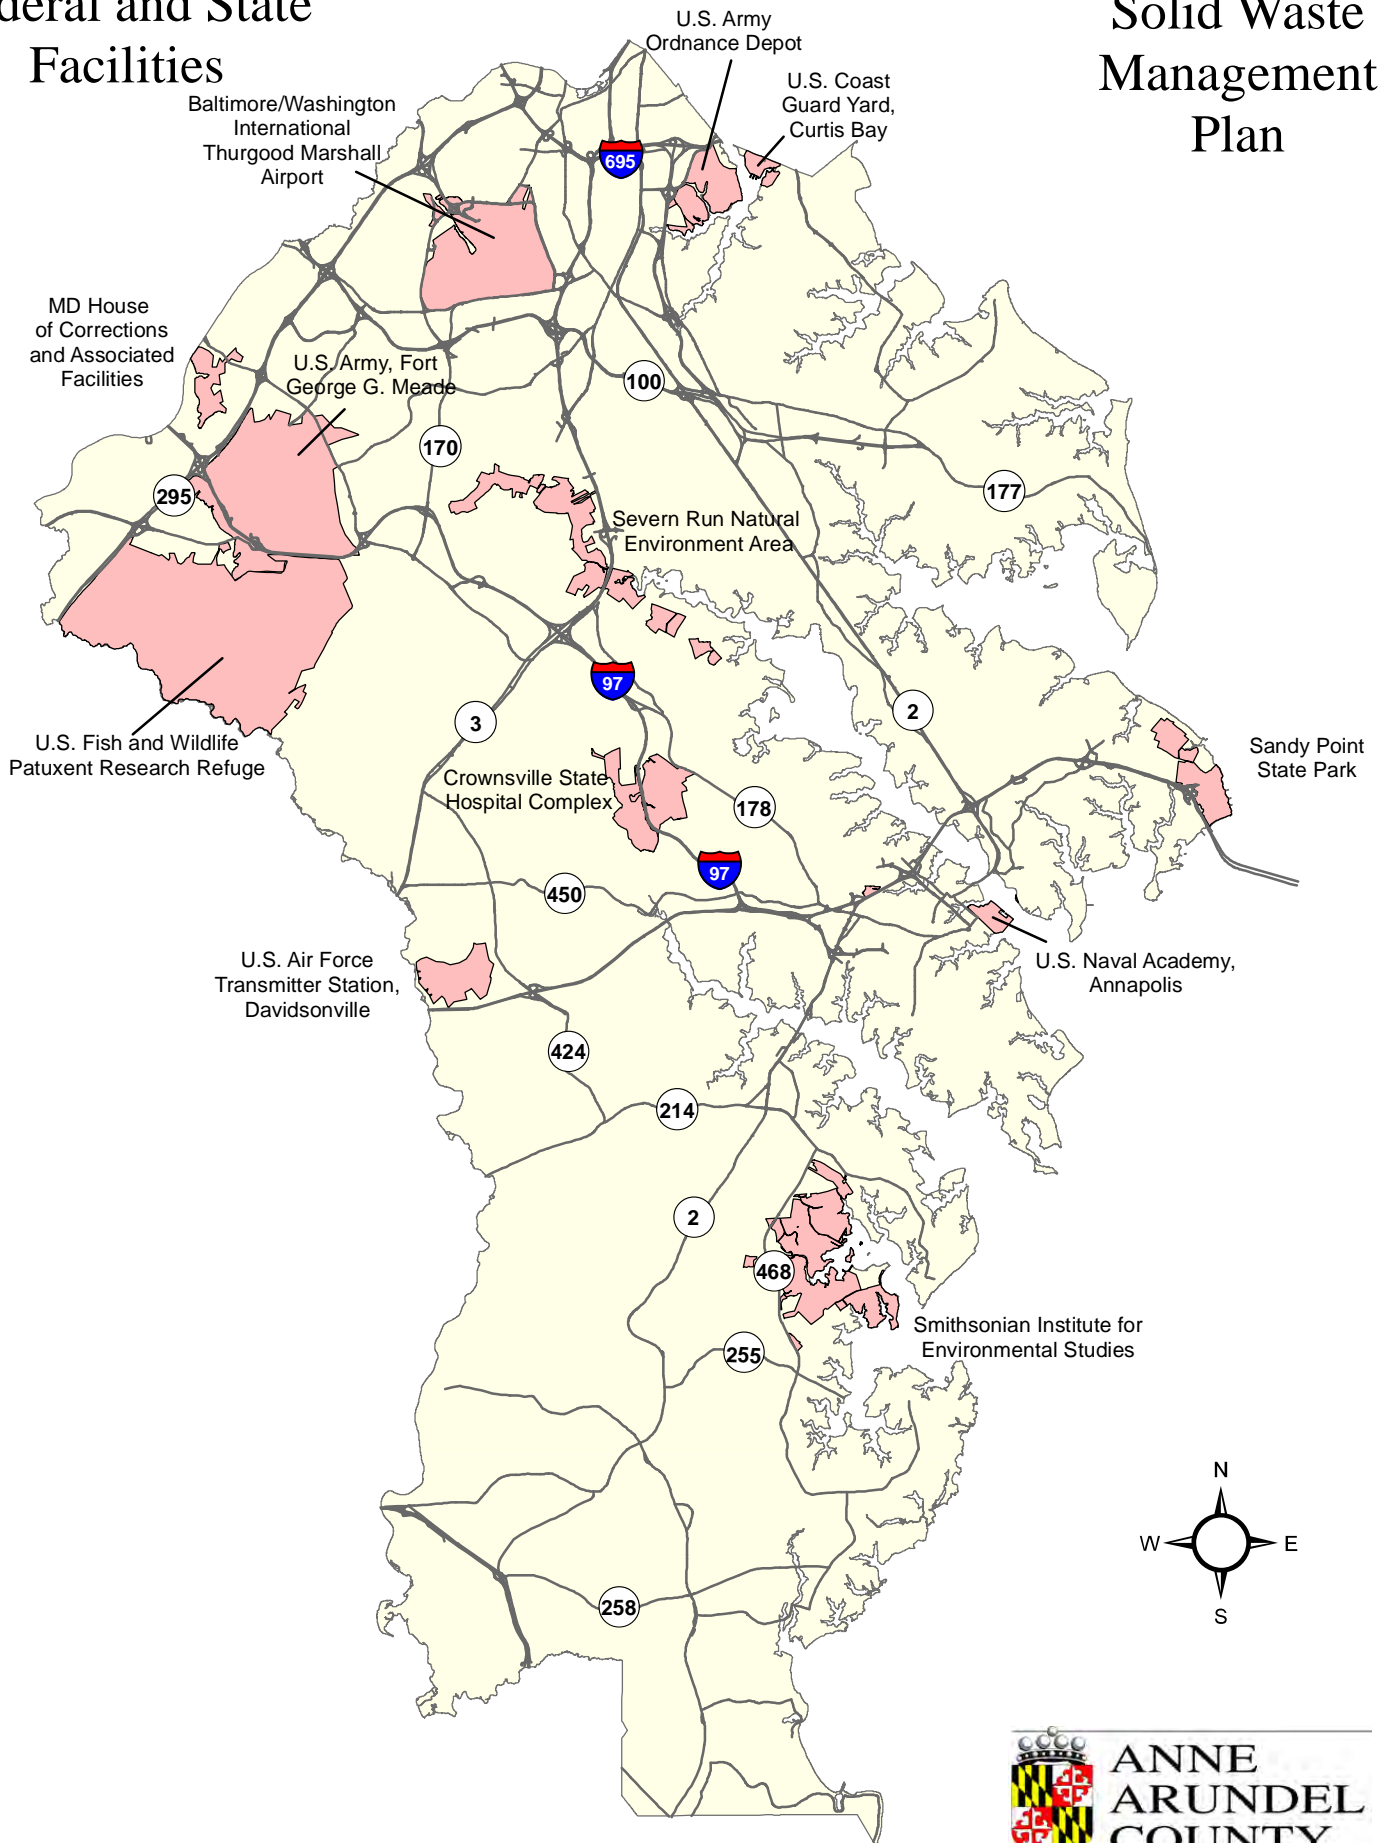 deral and State
Facilities
Solid Waste
Management
Plan
U.S. Army
Ordnance Depot
U.S. Coast
Guard Yard,
Curtis Bay
Baltimore/Washington
International
Thurgood Marshall
Airport
695
MD House
of Corrections
and Associated
Facilities
U.S. Army, Fort
George G. Meade
100
170
295
177
Severn Run Natural
Environment Area
97
3
2
U.S. Fish and Wildlife
Patuxent Research Refuge
Sandy Point
State Park
Crownsville State
Hospital Complex
178
97
450
U.S. Air Force
Transmitter Station,
Davidsonville
U.S. Naval Academy,
Annapolis
424
214
2
468
Smithsonian Institute for
Environmental Studies
255
N
W
E
S
258
ANNE
ARUNDEL
COUNTY